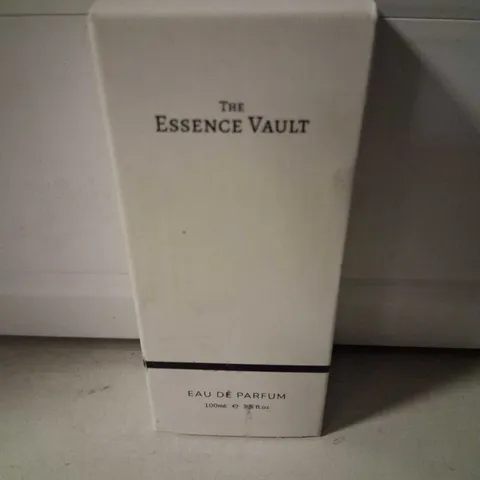 THE
ESSENCE VAULT
EAU DE PARFUM
100ml ℮